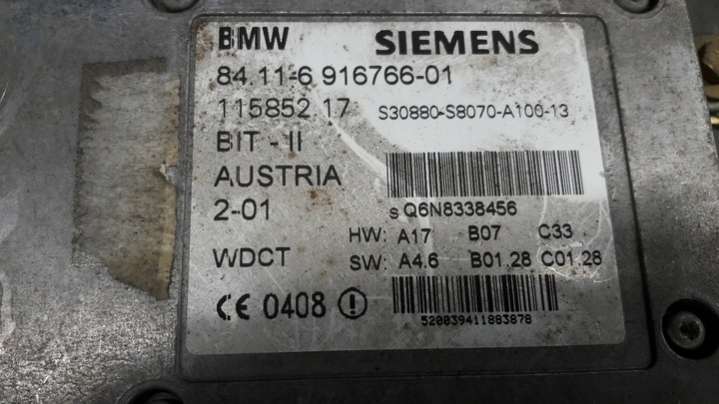 BMW SIEMENS
84.11-6 916766-01
115852 17 S30880-S8070-A100-13
BIT - II
AUSTRIA
2-01 S Q6N8338456
HW: A17 B07 C33
WDCT SW: A4.6 B01.28 C01.28
CE 0408
520039411883878